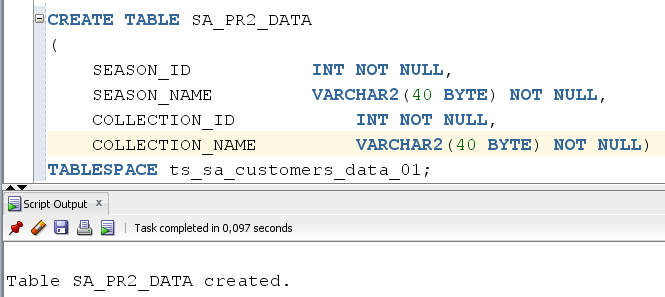 CREATE TABLE SA_PR2_DATA
(
SEASON_ID INT NOT NULL,
SEASON_NAME VARCHAR2(40 BYTE) NOT NULL,
COLLECTION_ID INT NOT NULL,
COLLECTION_NAME VARCHAR2(40 BYTE) NOT NULL)
TABLESPACE ts_sa_customers_data_01;
Script Output x
Task completed in 0,097 seconds
Table SA_PR2_DATA created.